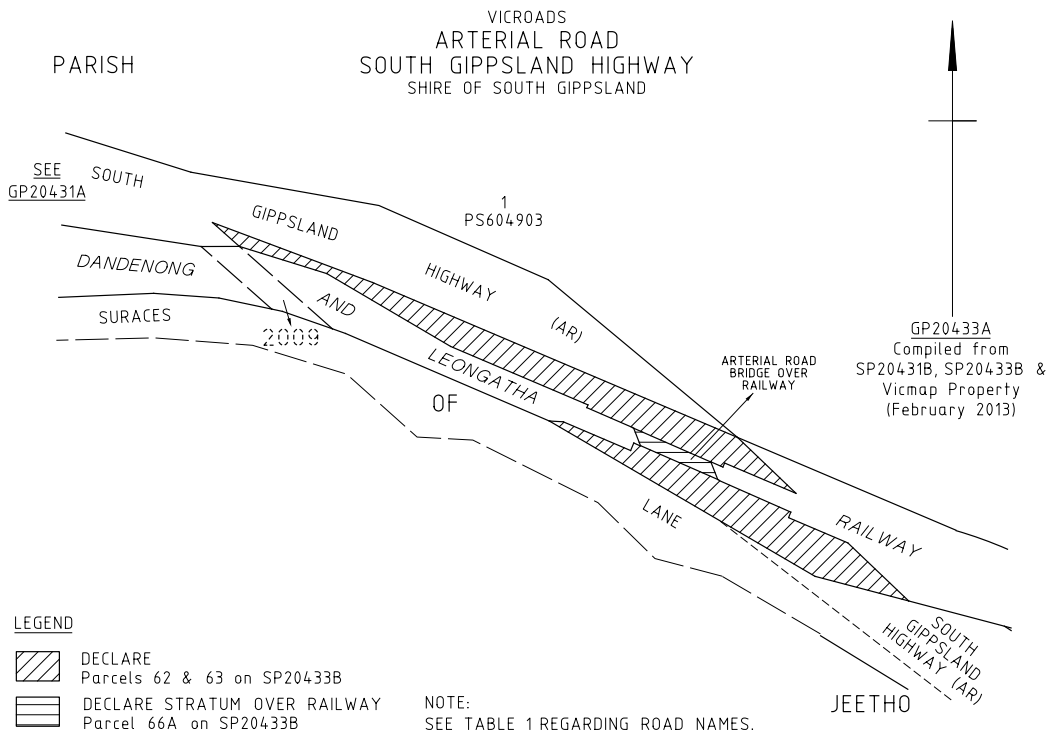 VICROADS
ARTERIAL ROAD
SOUTH GIPPSLAND HIGHWAY
SHIRE OF SOUTH GIPPSLAND
PARISH
SEE
GP20431A
SOUTH
GIPPSLAND
HIGHWAY
(AR)
1
PS604903
DANDENONG
AND
LEONGATHA
RAILWAY
SURACES
LANE
2009
OF
ARTERIAL ROAD
BRIDGE OVER
RAILWAY
GP20433A
Compiled from
SP20431B, SP20433B &
Vicmap Property
(February 2013)
SOUTH
GIPPSLAND
HIGHWAY (AR)
JEETHO
LEGEND
DECLARE
Parcels 62 & 63 on SP20433B
DECLARE STRATUM OVER RAILWAY
Parcel 66A on SP20433B
NOTE:
SEE TABLE 1 REGARDING ROAD NAMES.